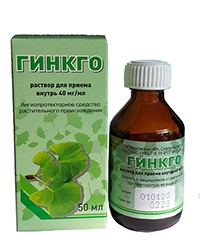 ГИНКГО
раствор для приема
внутрь 40 мг/мл
Ангиопротекторное средство
растительного происхождения
50 мл
ГИНКГО
раствор для приема внутрь 40 мг/мл
010120
0223